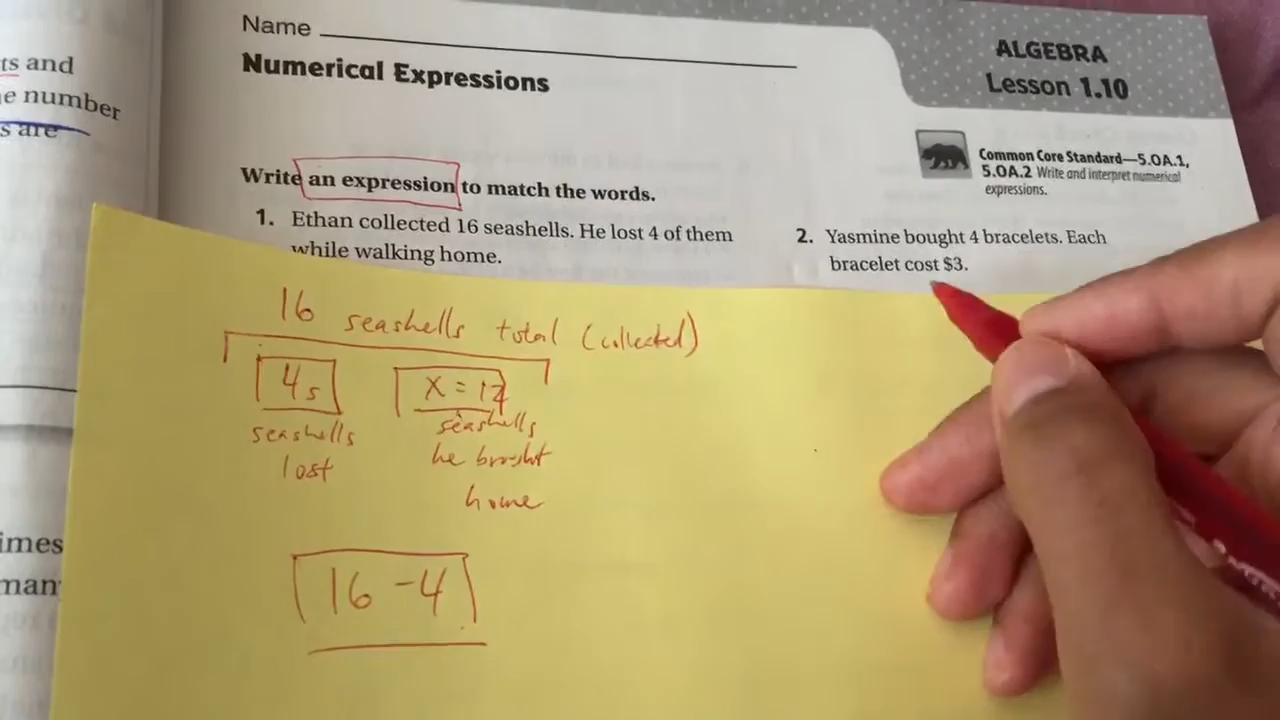 Name
Numerical Expressions
ALGEBRA
Lesson 1.10
Common Core Standard—5.OA.1,
5.OA.2 Write and interpret numerical
expressions.
ts and
e number
s are
Write an expression to match the words.
1. Ethan collected 16 seashells. He lost 4 of them
while walking home.
2. Yasmine bought 4 bracelets. Each
bracelet cost $3.
16 seashells total (collected)
4s
x = 12
seashells
lost
seashells
he brought
home
16 - 4
imes
man